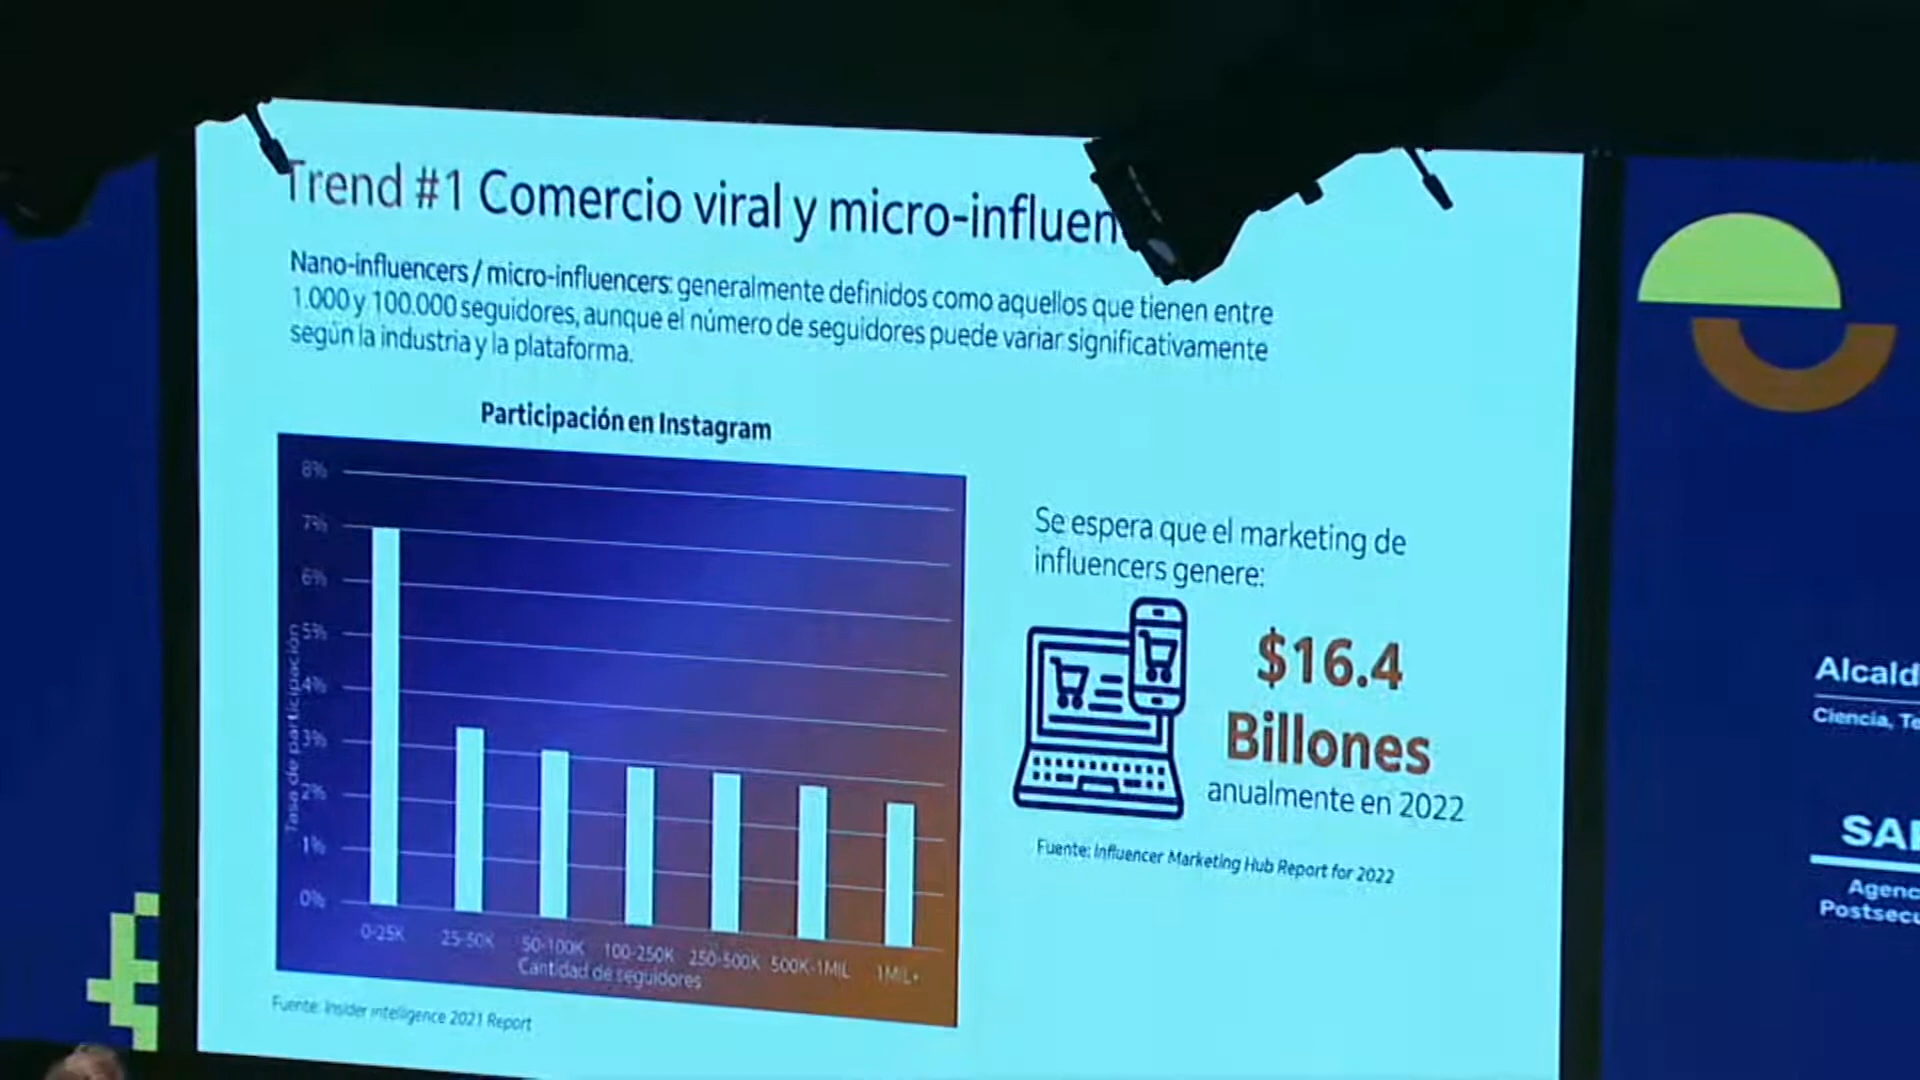 Trend #1 Comercio viral y micro-influen
Nano-influencers / micro-influencers: generalmente definidos como aquellos que tienen entre
1.000 y 100.000 seguidores, aunque el número de seguidores puede variar significativamente
según la industria y la plataforma.
Participación en Instagram
8%
7%
6%
5%
4%
3%
2%
1%
0%
Tasa de participación
0-25K 25-50K 50-100K 100-250K 250-500K 500K-1MIL 1MIL+
Cantidad de seguidores
Fuente: Insider Intelligence 2021 Report
Se espera que el marketing de
influencers genere:
$16.4
Billones
anualmente en 2022
Fuente: Influencer Marketing Hub Report for 2022
Alcald
Ciencia, Te
SA
Agenc
Postsecu